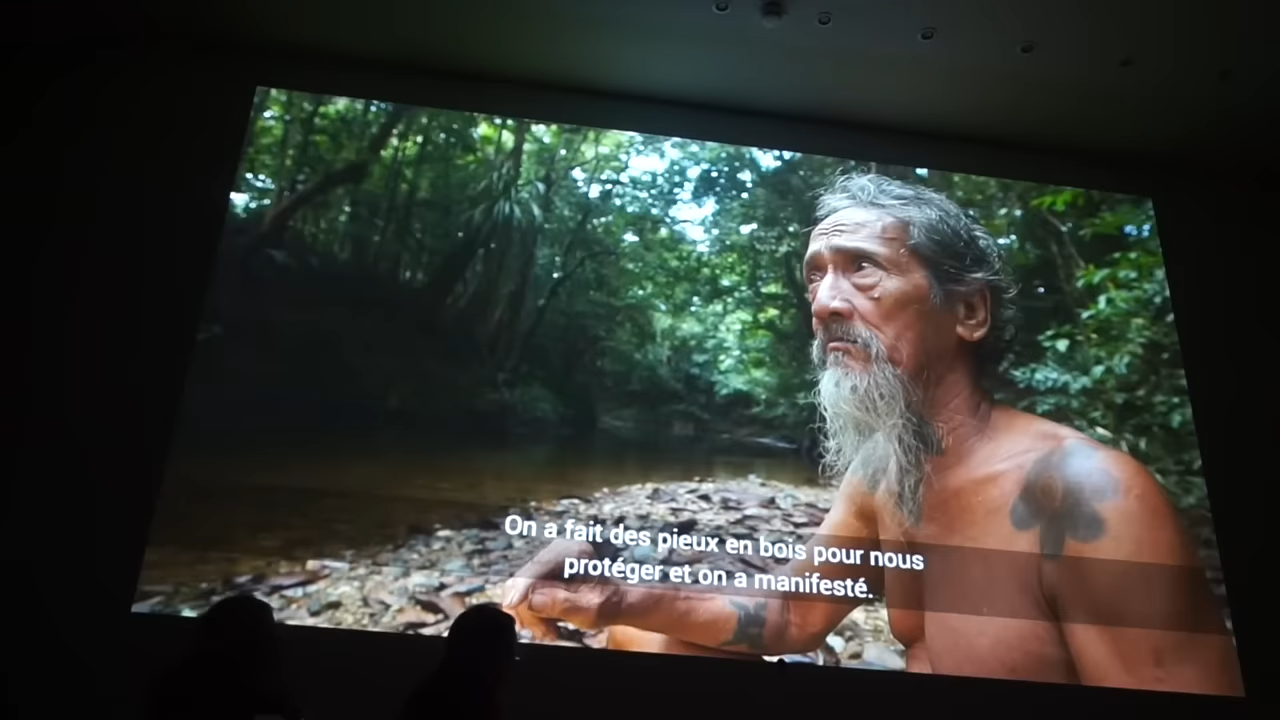 On a fait des pieux en bois pour nous
protéger et on a manifesté.